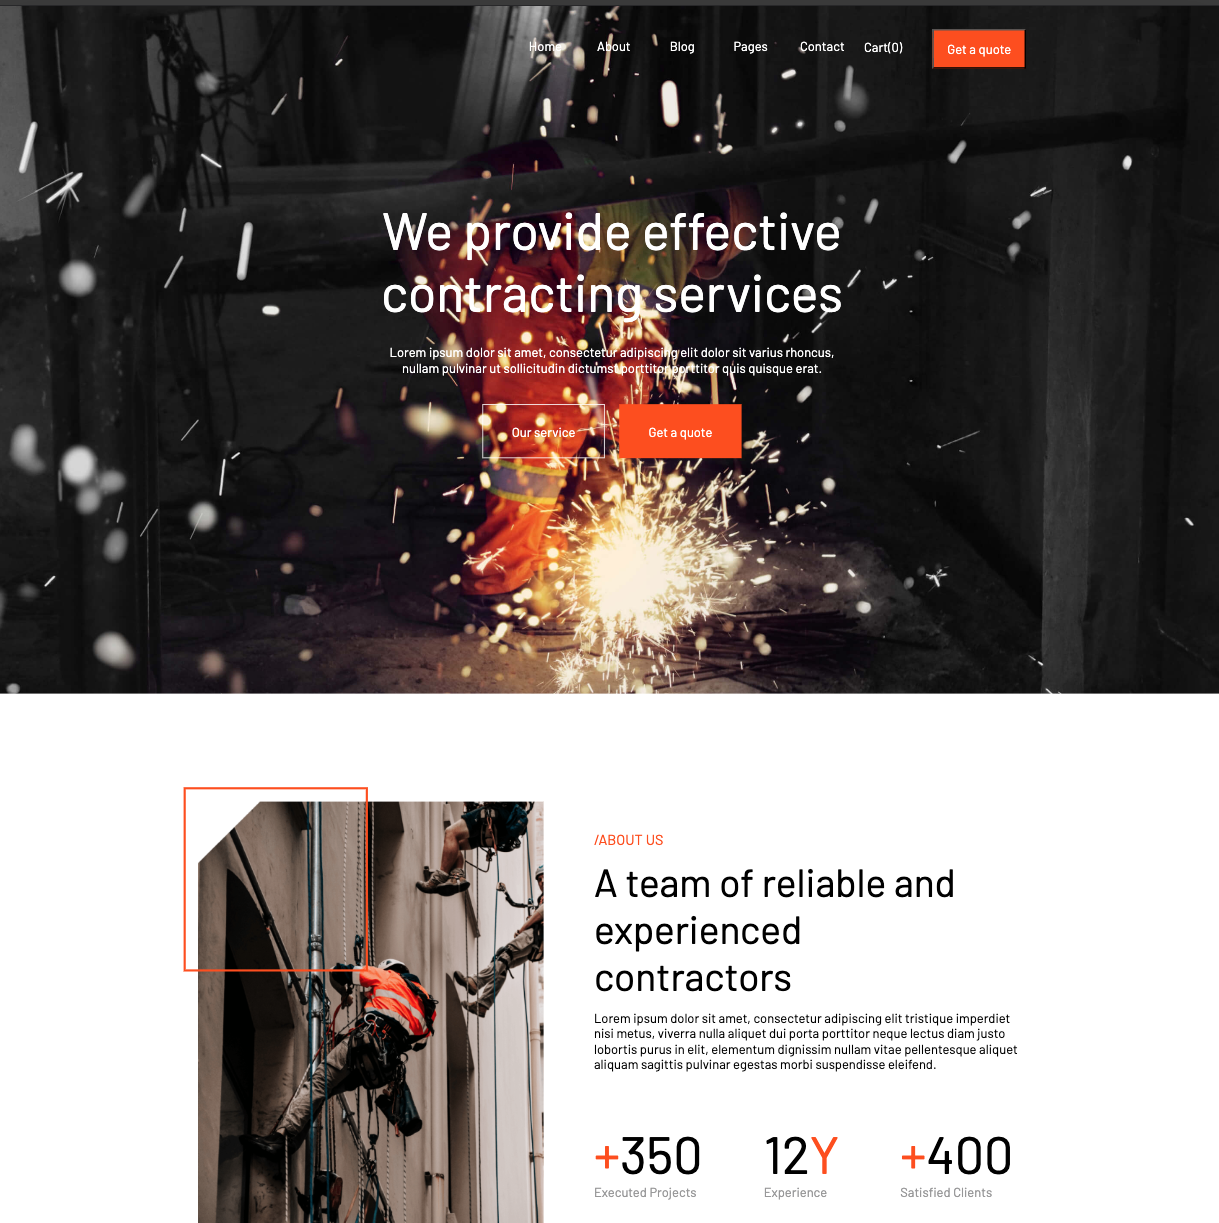 Home About Blog Pages Contact Cart(0) Get a quote
We provide effective
contracting services
Lorem ipsum dolor sit amet, consectetur adipiscing elit dolor sit varius rhoncus,
nullam pulvinar ut sollicitudin dictumst porttitor porttitor quis quisque erat.
Our service Get a quote
/ABOUT US
A team of reliable and
experienced
contractors
Lorem ipsum dolor sit amet, consectetur adipiscing elit tristique imperdiet
nisi metus, viverra nulla aliquet dui porta porttitor neque lectus diam justo
lobortis purus in elit, elementum dignissim nullam vitae pellentesque aliquet
aliquam sagittis pulvinar egestas morbi suspendisse eleifend.
+350 12Y +400
Executed Projects Experience Satisfied Clients